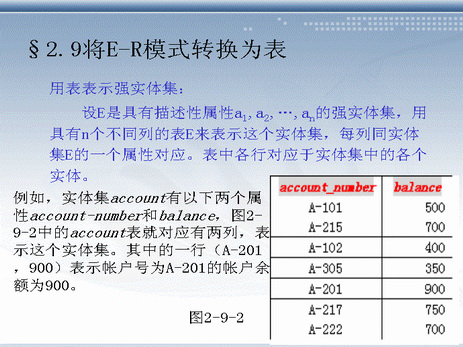 §2.9将E-R模式转换为表
用表表示强实体集：
设E是具有描述性属性a1,a2,…,an的强实体集，用
具有n个不同列的表E来表示这个实体集，每列同实体
集E的一个属性对应。表中各行对应于实体集中的各个
实体。
例如，实体集account有以下两个属
性account-number和balance，图2-
9-2中的account表就对应有两列，表
示这个实体集。其中的一行（A-201
，900）表示帐户号为A-201的帐户余
额为900。
图2-9-2
account_number balance
A-101 500
A-215 700
A-102 400
A-305 350
A-201 900
A-217 750
A-222 700